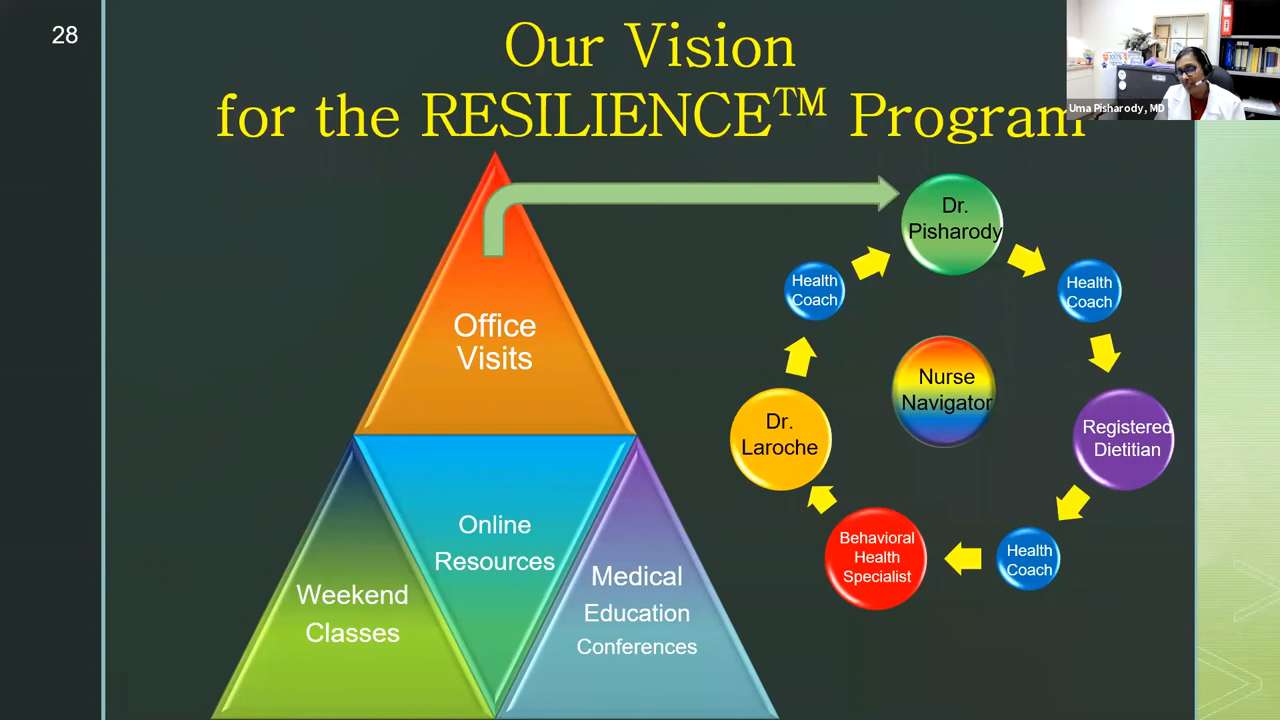 28
Our Vision
for the RESILIENCE™ Program
Uma Pisharody, MD
Office
Visits
Online
Resources
Weekend
Classes
Medical
Education
Conferences
Dr.
Pisharody
Health
Coach
Registered
Dietitian
Health
Coach
Behavioral
Health
Specialist
Dr.
Laroche
Health
Coach
Nurse
Navigator